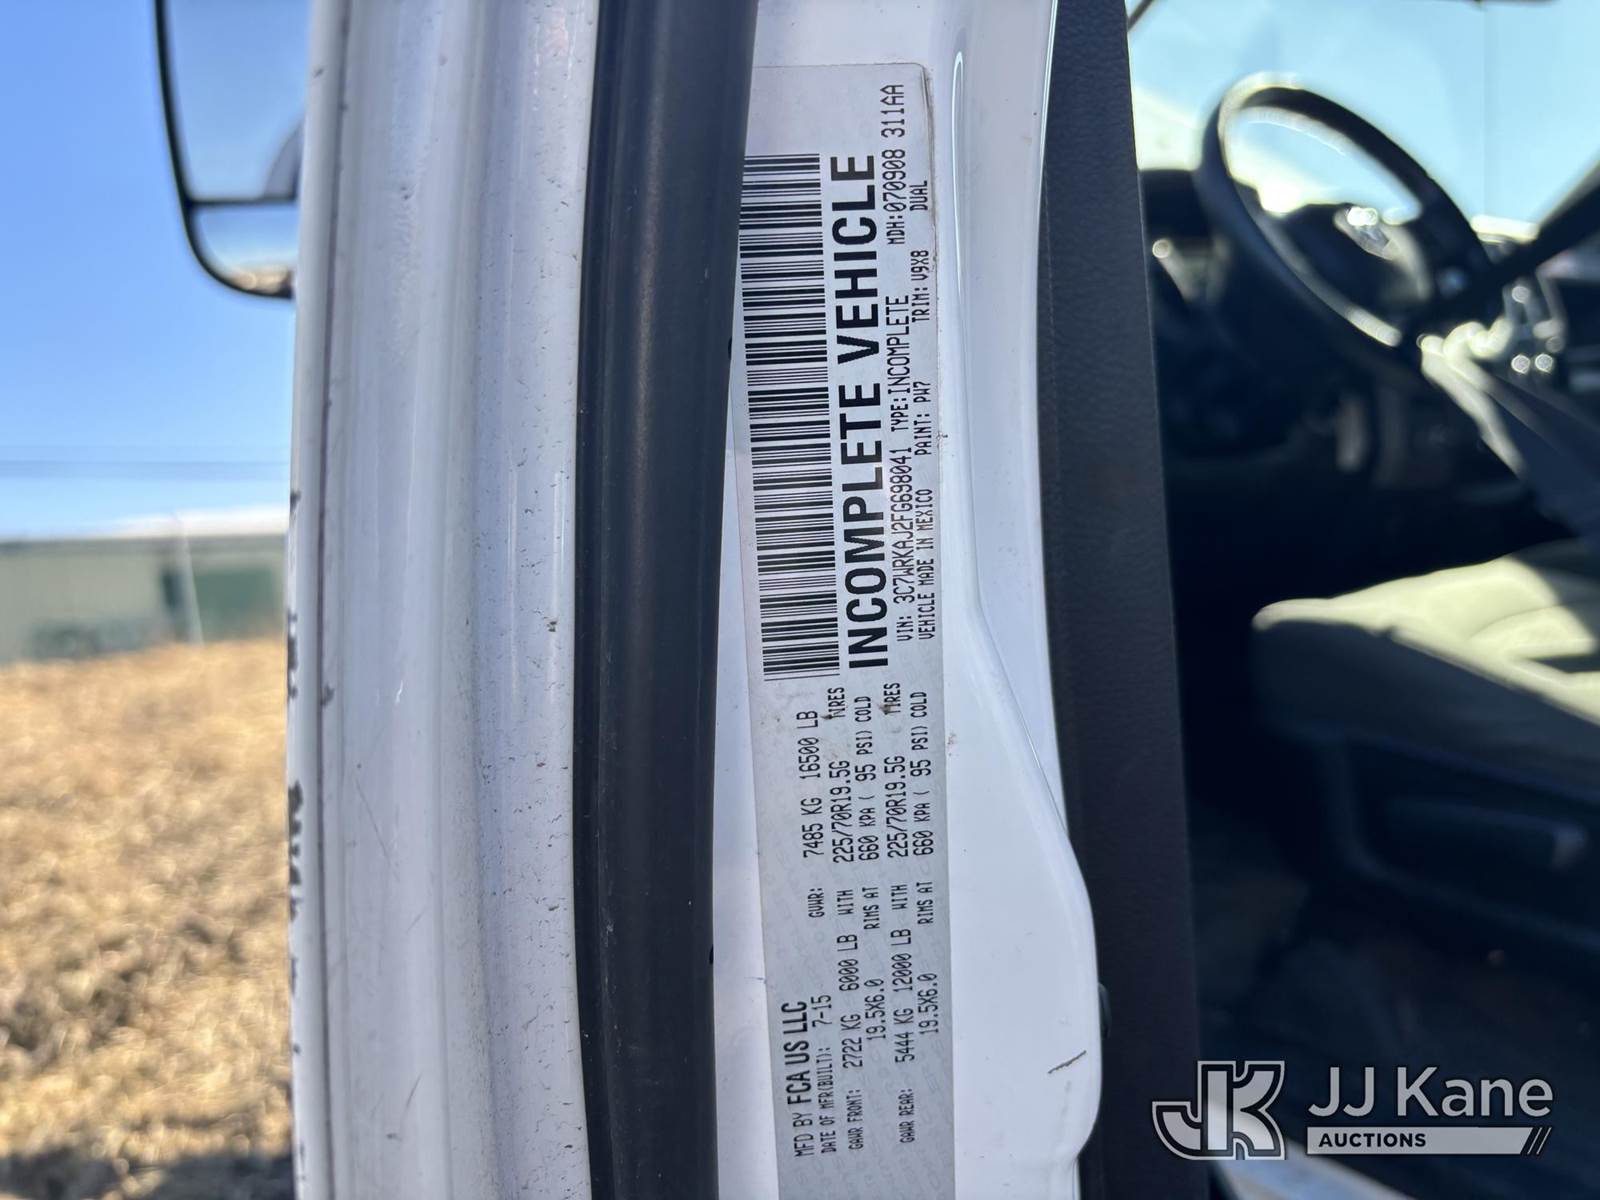 MFD BY FCA US LLC
DATE OF MFR(BUILT): 7-15 GVWR: 7485 KG 16500 LB
GAWR FRONT: 2722 KG 6000 LB WITH 225/70R19.5G TIRES
19.5X6.0 RIMS AT 660 KPA ( 95 PSI) COLD
GAWR REAR: 5444 KG 12000 LB WITH 225/70R19.5G TIRES
19.5X6.0 RIMS AT 660 KPA ( 95 PSI) COLD
INCOMPLETE VEHICLE
VIN: 3C7WRKAJ2FG698041 TYPE:INCOMPLETE MDH:070908 311AA
VEHICLE MADE IN MEXICO PAINT: PW7 TRIM: V9X8 DUAL
JK JJ Kane
AUCTIONS